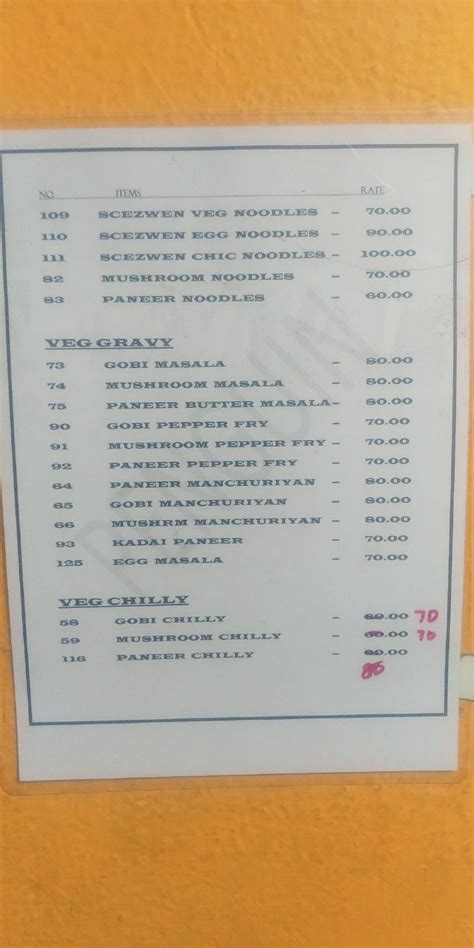 NO. ITEMS RATE
109 SCEZWEN VEG NOODLES – 70.00
110 SCEZWEN EGG NOODLES – 90.00
111 SCEZWEN CHIC NOODLES – 100.00
82 MUSHROOM NOODLES – 70.00
83 PANEER NOODLES – 60.00
VEG GRAVY
73 GOBI MASALA – 80.00
74 MUSHROOM MASALA – 80.00
75 PANEER BUTTER MASALA– 80.00
90 GOBI PEPPER FRY – 70.00
91 MUSHROOM PEPPER FRY – 70.00
92 PANEER PEPPER FRY – 70.00
64 PANEER MANCHURIYAN – 80.00
65 GOBI MANCHURIYAN – 80.00
66 MUSHRM MANCHURIYAN – 80.00
93 KADAI PANEER – 70.00
125 EGG MASALA – 70.00
VEG CHILLY
58 GOBI CHILLY – 60.00 70
59 MUSHROOM CHILLY – 60.00 70
116 PANEER CHILLY – 60.00
80